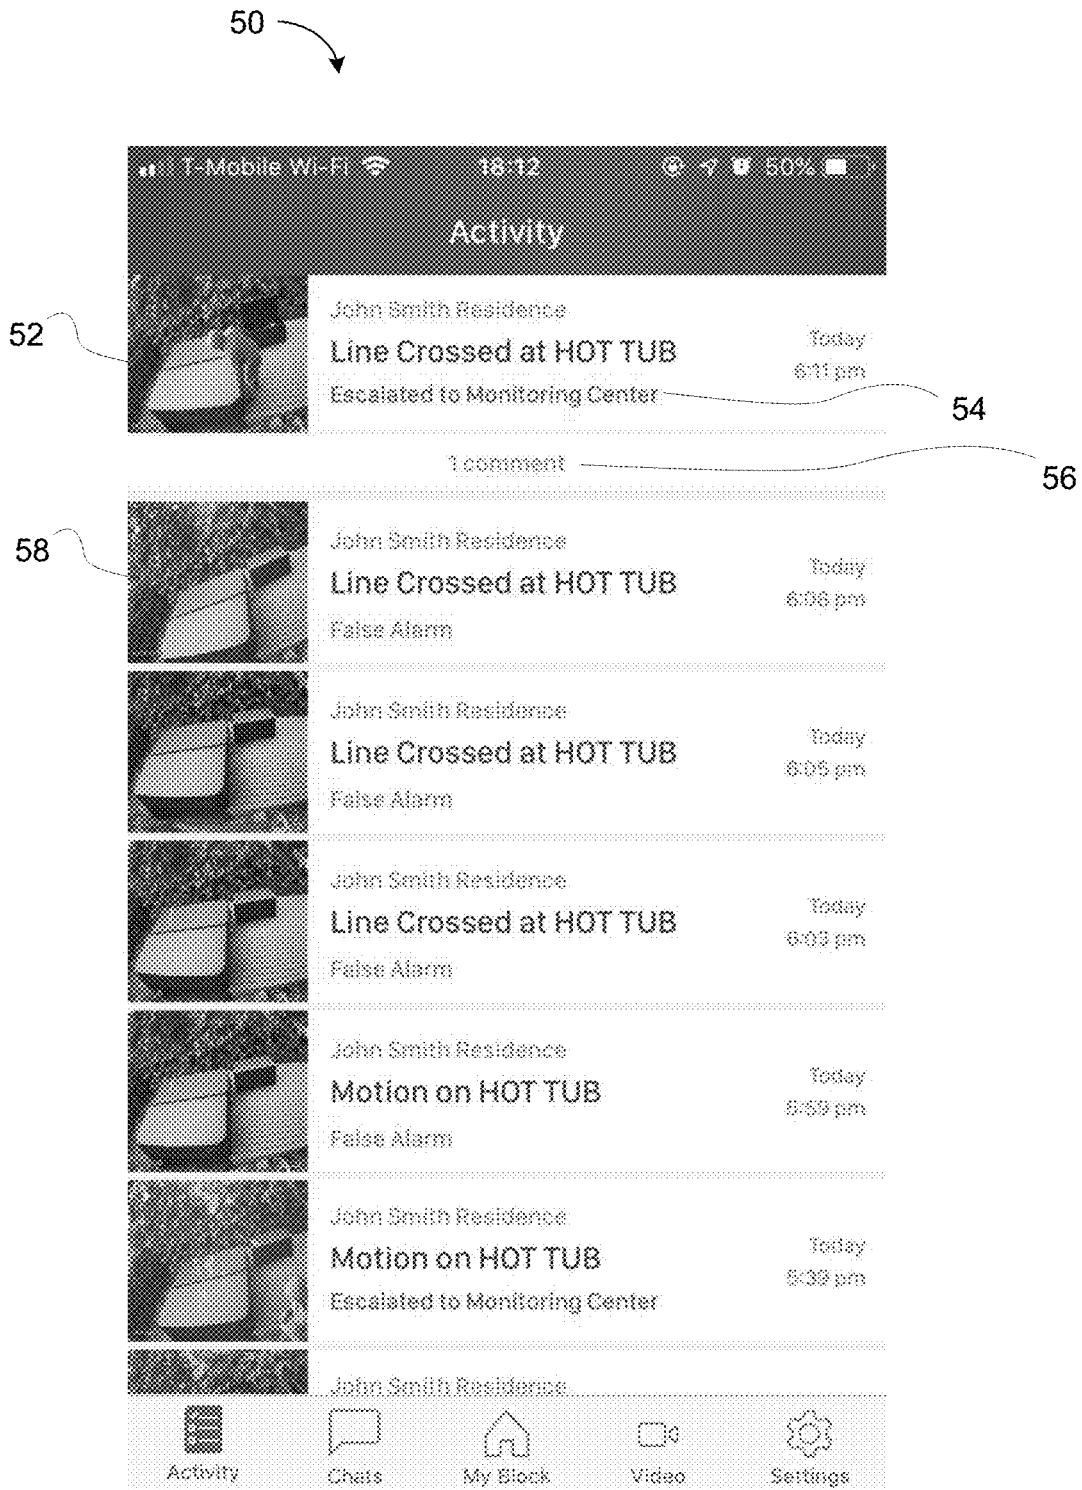 50
T-Mobile Wi-Fi 18:12 50%
Activity
52
John Smith Residence
Line Crossed at HOT TUB
Escalated to Monitoring Center
Today
6:11 pm
54
1 comment
56
58
John Smith Residence
Line Crossed at HOT TUB
False Alarm
Today
6:06 pm
John Smith Residence
Line Crossed at HOT TUB
False Alarm
Today
6:05 pm
John Smith Residence
Line Crossed at HOT TUB
False Alarm
Today
6:03 pm
John Smith Residence
Motion on HOT TUB
False Alarm
Today
5:59 pm
John Smith Residence
Motion on HOT TUB
Escalated to Monitoring Center
Today
5:39 pm
John Smith Residence
Activity Chats My Block Video Settings